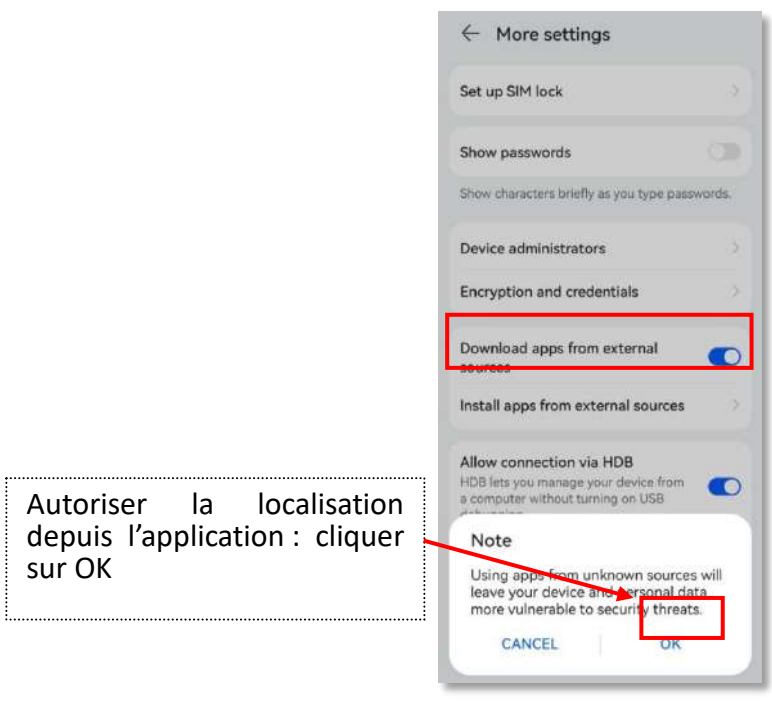 ← More settings
Set up SIM lock
Show passwords
Show characters briefly as you type passwords.
Device administrators
Encryption and credentials
Download apps from external
sources
Install apps from external sources
Allow connection via HDB
HDB lets you manage your device from
a computer without turning on USB
debugging
Autoriser la localisation
depuis l’application : cliquer
sur OK
Note
Using apps from unknown sources will
leave your device and personal data
more vulnerable to security threats.
CANCEL
OK